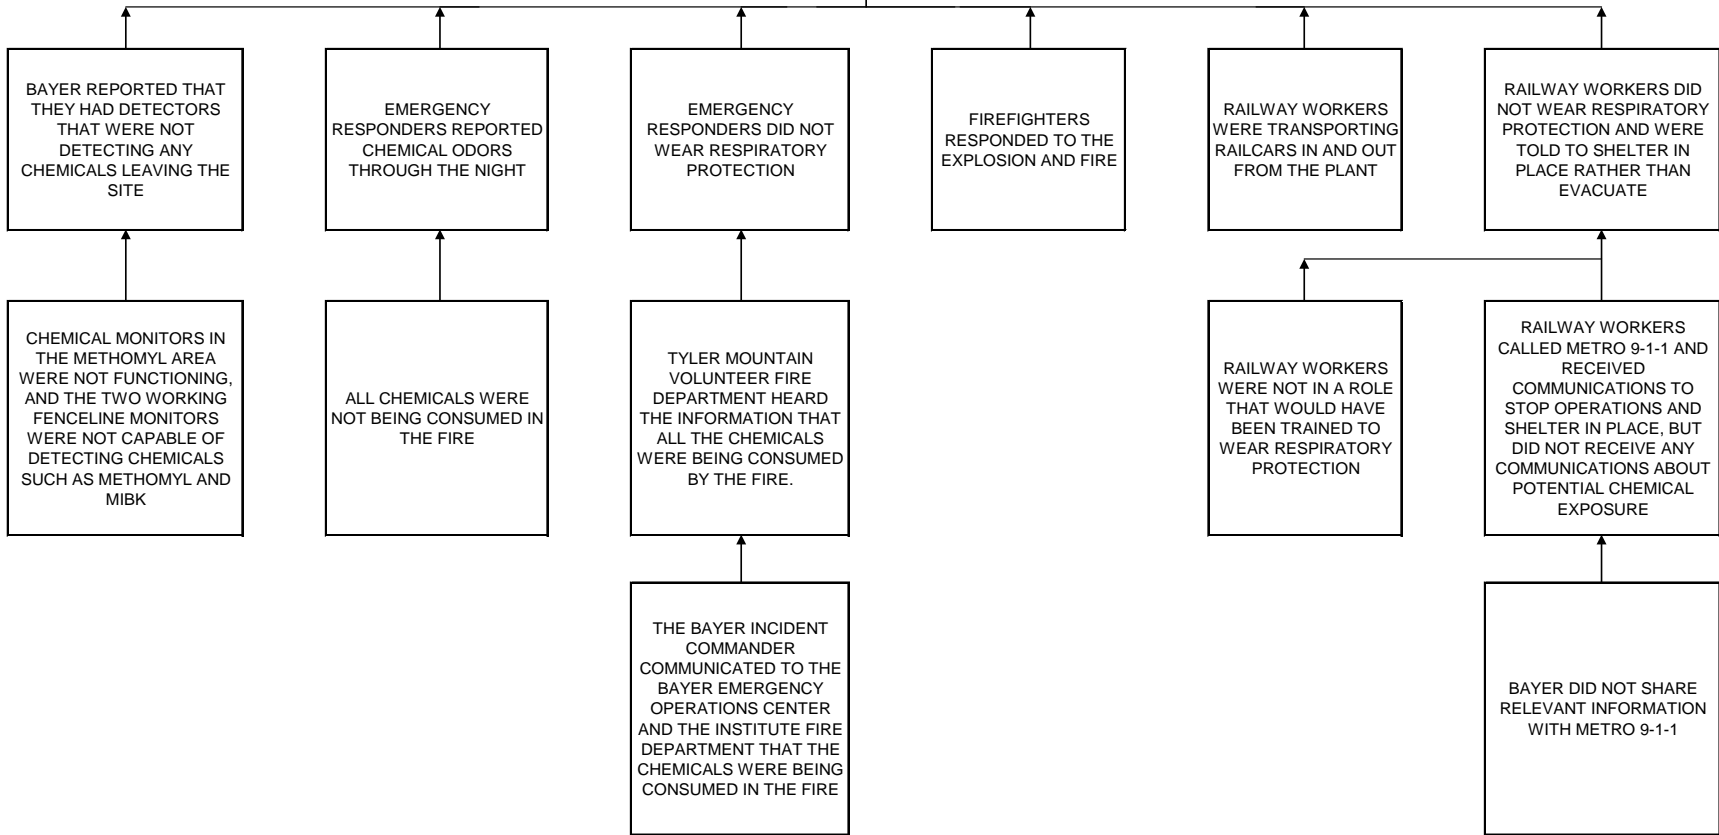 BAYER REPORTED THAT
THEY HAD DETECTORS
THAT WERE NOT
DETECTING ANY
CHEMICALS LEAVING THE
SITE
EMERGENCY
RESPONDERS REPORTED
CHEMICAL ODORS
THROUGH THE NIGHT
EMERGENCY
RESPONDERS DID NOT
WEAR RESPIRATORY
PROTECTION
FIREFIGHTERS
RESPONDED TO THE
EXPLOSION AND FIRE
RAILWAY WORKERS
WERE TRANSPORTING
RAILCARS IN AND OUT
FROM THE PLANT
RAILWAY WORKERS DID
NOT WEAR RESPIRATORY
PROTECTION AND WERE
TOLD TO SHELTER IN
PLACE RATHER THAN
EVACUATE
CHEMICAL MONITORS IN
THE METHOMYL AREA
WERE NOT FUNCTIONING,
AND THE TWO WORKING
FENCELINE MONITORS
WERE NOT CAPABLE OF
DETECTING CHEMICALS
SUCH AS METHOMYL AND
MIBK
ALL CHEMICALS WERE
NOT BEING CONSUMED IN
THE FIRE
TYLER MOUNTAIN
VOLUNTEER FIRE
DEPARTMENT HEARD
THE INFORMATION THAT
ALL THE CHEMICALS
WERE BEING CONSUMED
BY THE FIRE.
RAILWAY WORKERS
WERE NOT IN A ROLE
THAT WOULD HAVE
BEEN TRAINED TO
WEAR RESPIRATORY
PROTECTION
RAILWAY WORKERS
CALLED METRO 9-1-1 AND
RECEIVED
COMMUNICATIONS TO
STOP OPERATIONS AND
SHELTER IN PLACE, BUT
DID NOT RECEIVE ANY
COMMUNICATIONS ABOUT
POTENTIAL CHEMICAL
EXPOSURE
THE BAYER INCIDENT
COMMANDER
COMMUNICATED TO THE
BAYER EMERGENCY
OPERATIONS CENTER
AND THE INSTITUTE FIRE
DEPARTMENT THAT THE
CHEMICALS WERE BEING
CONSUMED IN THE FIRE
BAYER DID NOT SHARE
RELEVANT INFORMATION
WITH METRO 9-1-1